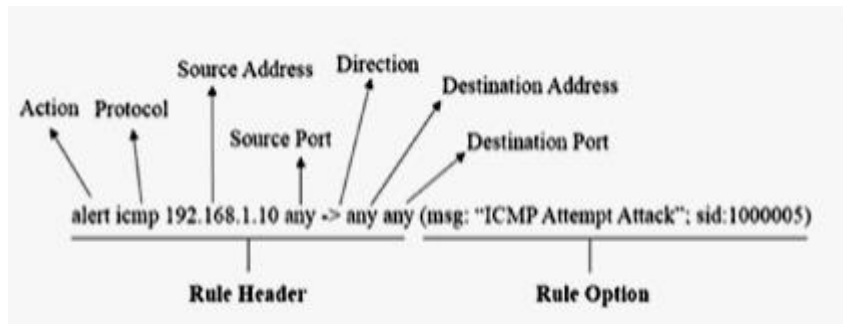 Source Address Direction
Destination Address
Action Protocol
Source Port
Destination Port
alert icmp 192.168.1.10 any -> any any (msg: “ICMP Attempt Attack”; sid:1000005)
Rule Header Rule Option